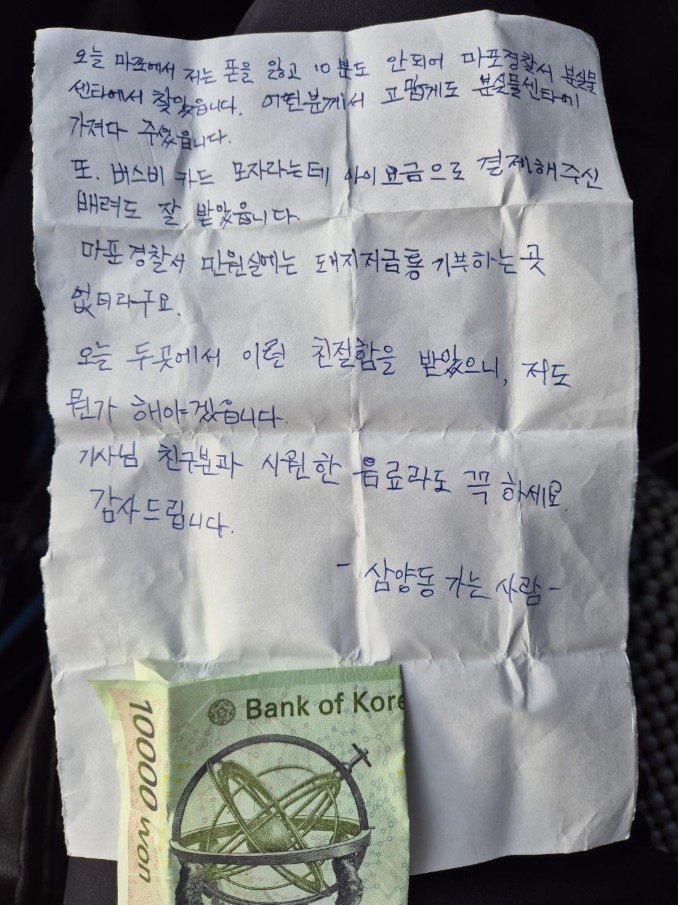 오늘 마포에서 저는 폰을 잃고 10분도 안되어 마포경찰서 분실물
센타에서 찾았습니다. 어떤분께서 고맙게도 분실물센타에
가져다 주었읍니다.
또. 버스비 카드 모자라는데 아이요금으로 결제해주신
배려도 잘 받았읍니다.
마포경찰서 민원실에는 돼지저금통 기부하는 곳
없더라구요.
오늘 두곳에서 이런 친절함을 받았으니, 저도
뭔가 해야겠읍니다.
기사님 친구분과 시원한 음료라도 꼭 하세요.
감사드립니다.
- 삼양동 가는 사람 -
Bank of Kore
10000 won